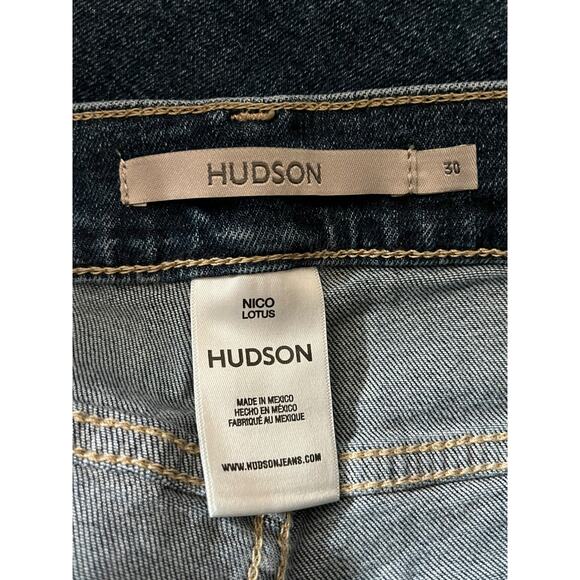 HUDSON 30
NICO
LOTUS
HUDSON
MADE IN MEXICO
HECHO EN MÉXICO
FABRIQUÉ AU MEXIQUE
WWW.HUDSONJEANS.COM